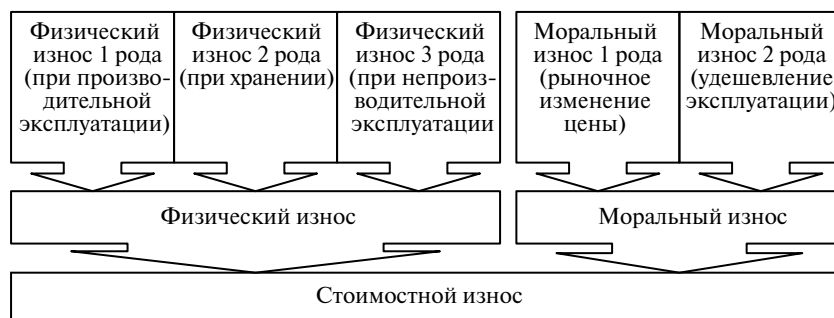 Физический
износ 1 рода
(при произво-
дительной
эксплуатации)
Физический
износ 2 рода
(при хранении)
Физический
износ 3 рода
(при непроиз-
водительной
эксплуатации
Моральный
износ 1 рода
(рыночное
изменение
цены)
Моральный
износ 2 рода
(удешевление
эксплуатации)
Физический износ
Моральный износ
Стоимостной износ